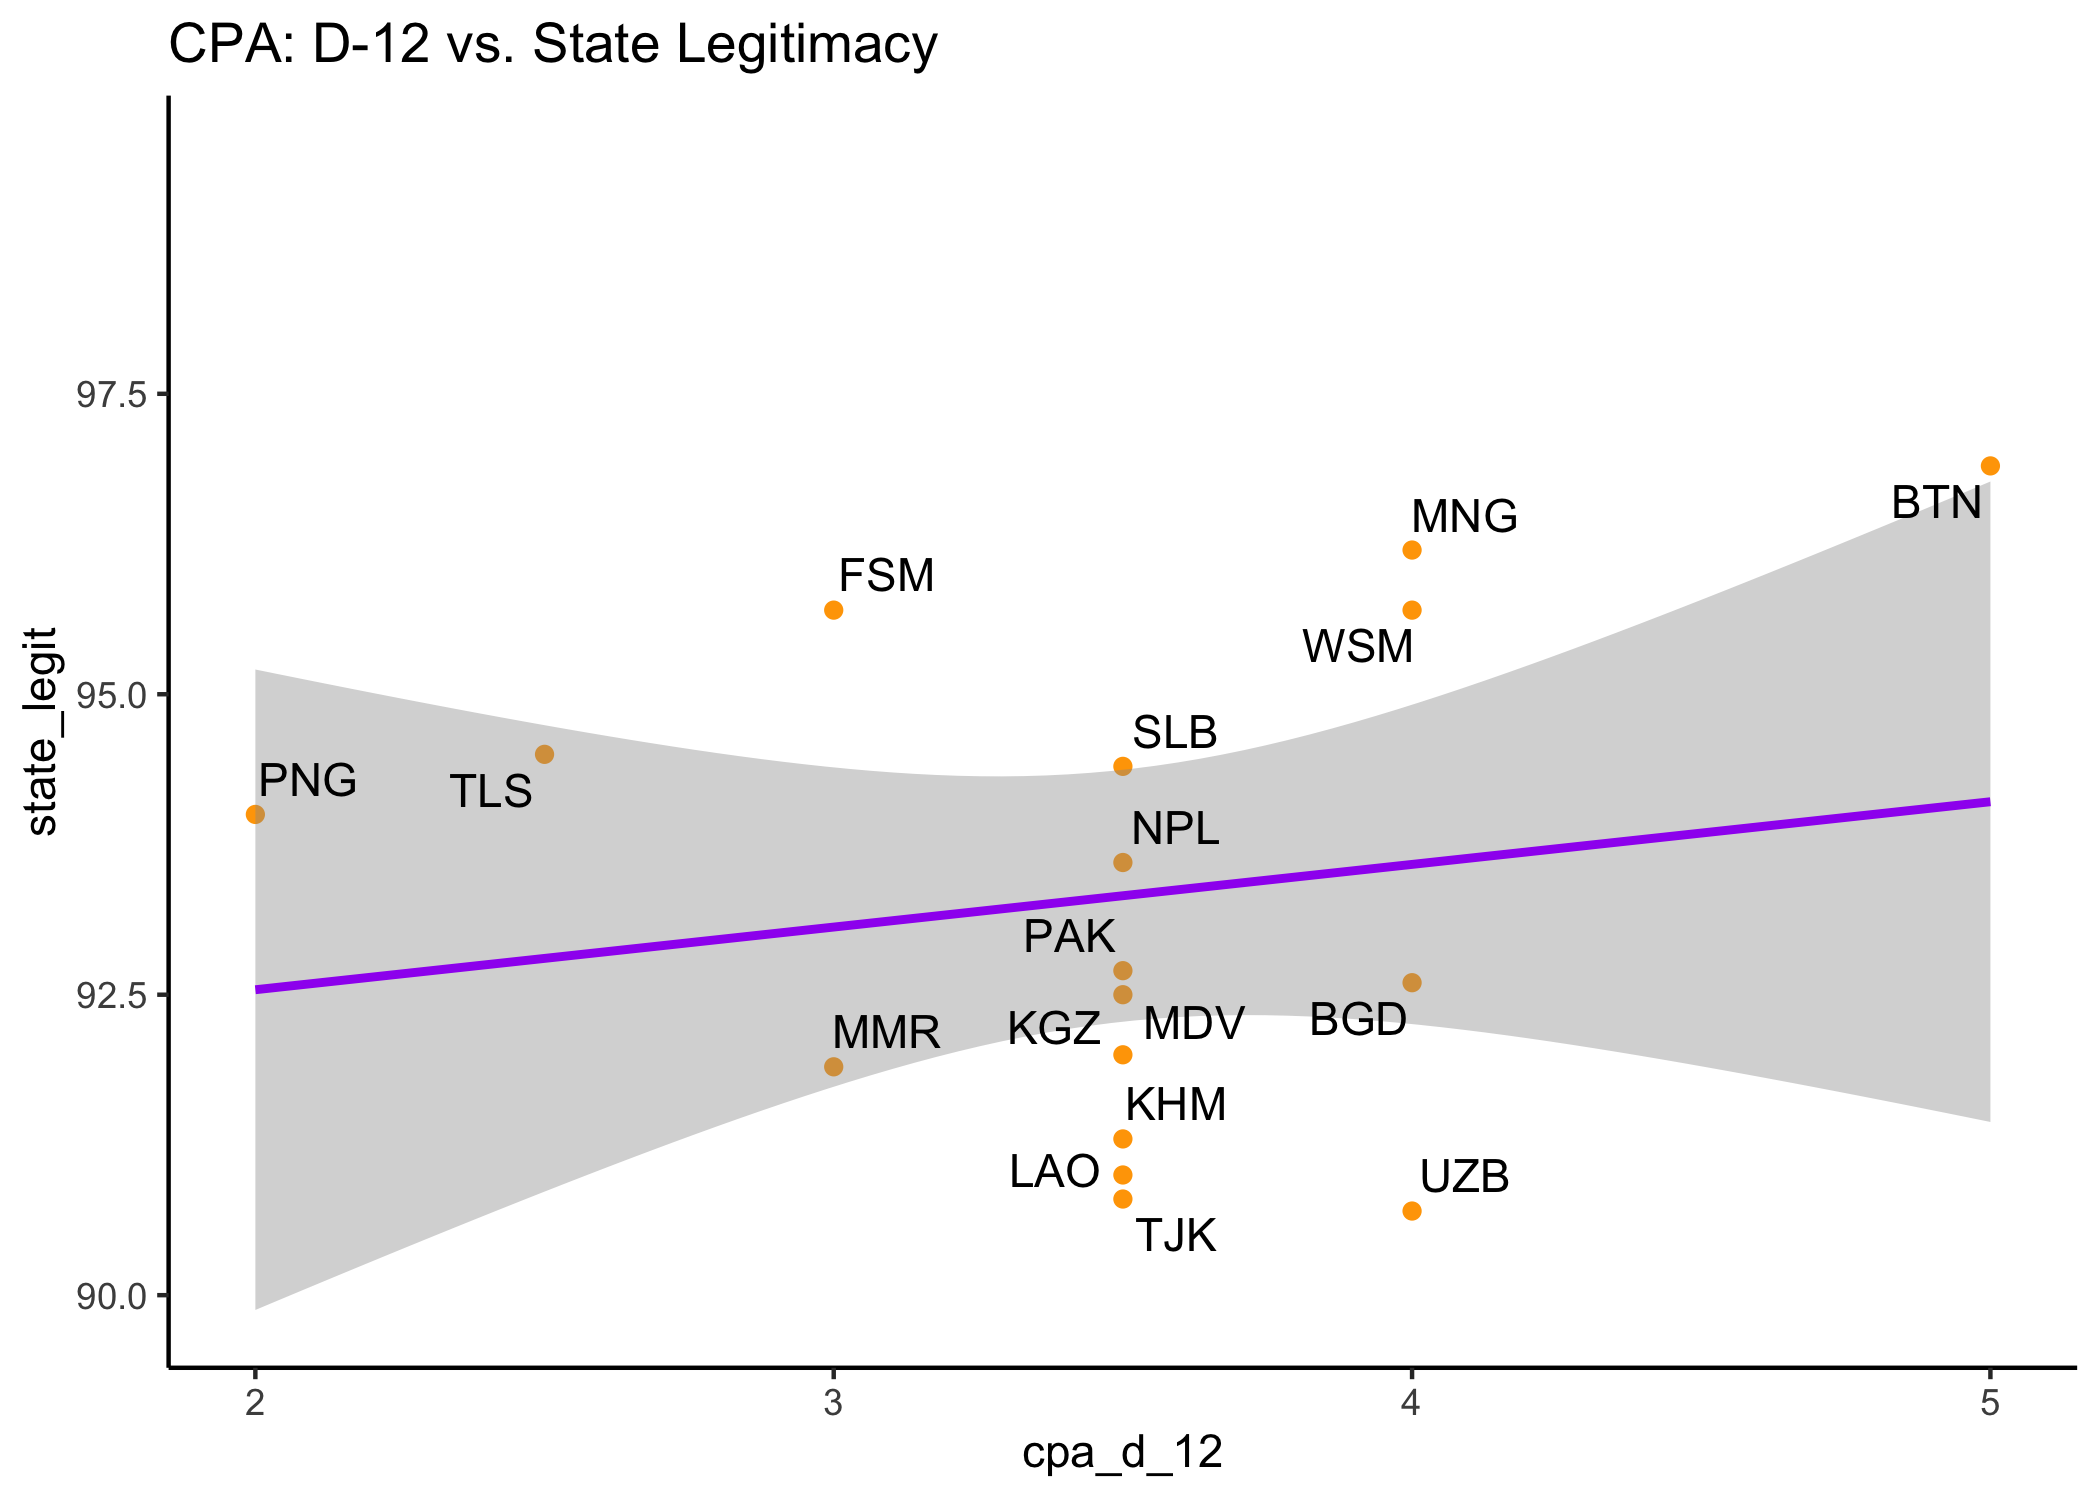 CPA: D-12 vs. State Legitimacy
state_legit
97.5
95.0
92.5
90.0
BTN
MNG
FSM
WSM
SLB
PNG
TLS
NPL
PAK
KGZ
MDV
BGD
MMR
KHM
LAO
UZB
TJK
2
3
4
5
cpa_d_12